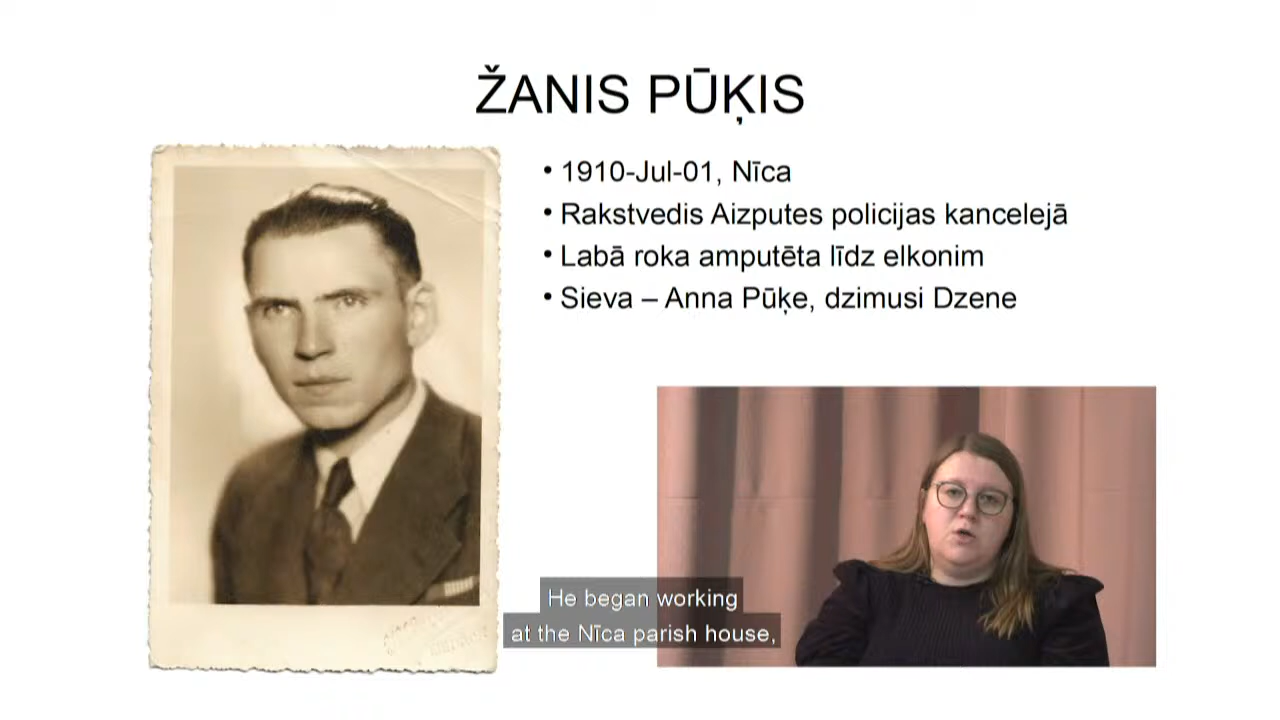 ŽANIS PŪĶIS
• 1910-Jul-01, Nīca
• Rakstvedis Aizputes policijas kancelejā
• Labā roka amputēta līdz elkonim
• Sieva – Anna Pūķe, dzimusi Dzene
He began working
at the Nīca parish house,